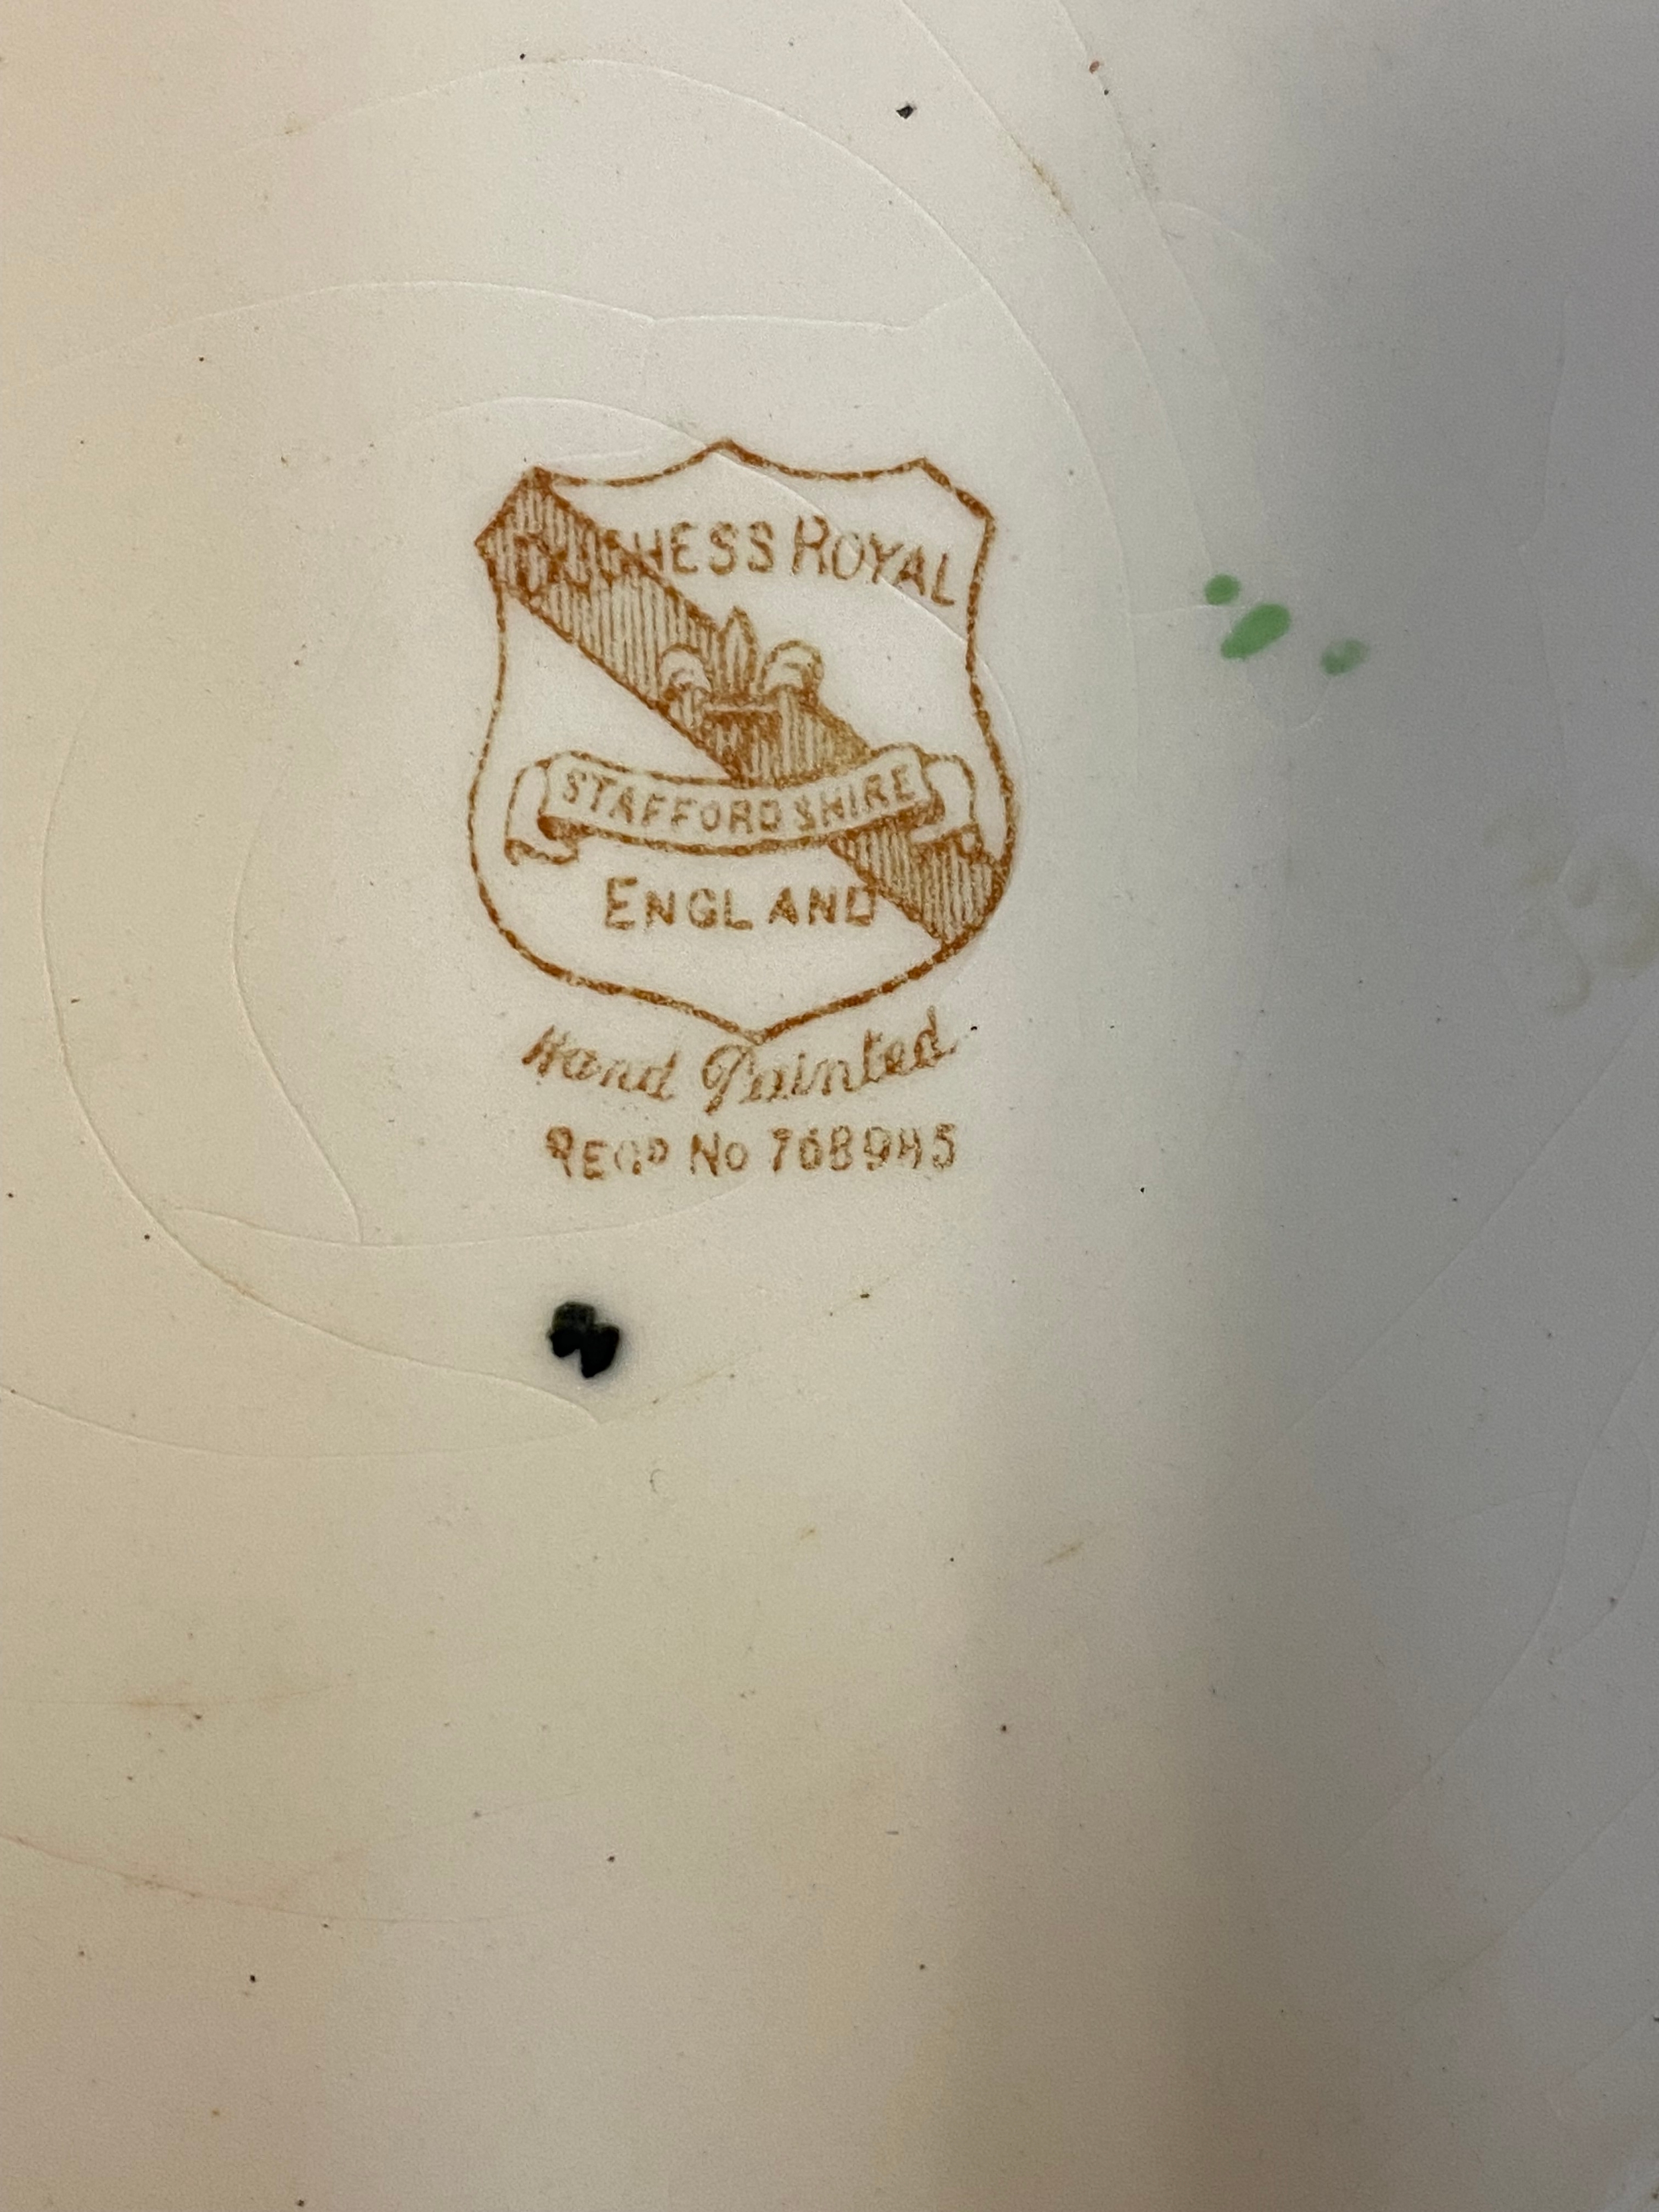 DUCHESS ROYAL
STAFFORDSHIRE
ENGLAND
Hand Painted
REGD No 768945